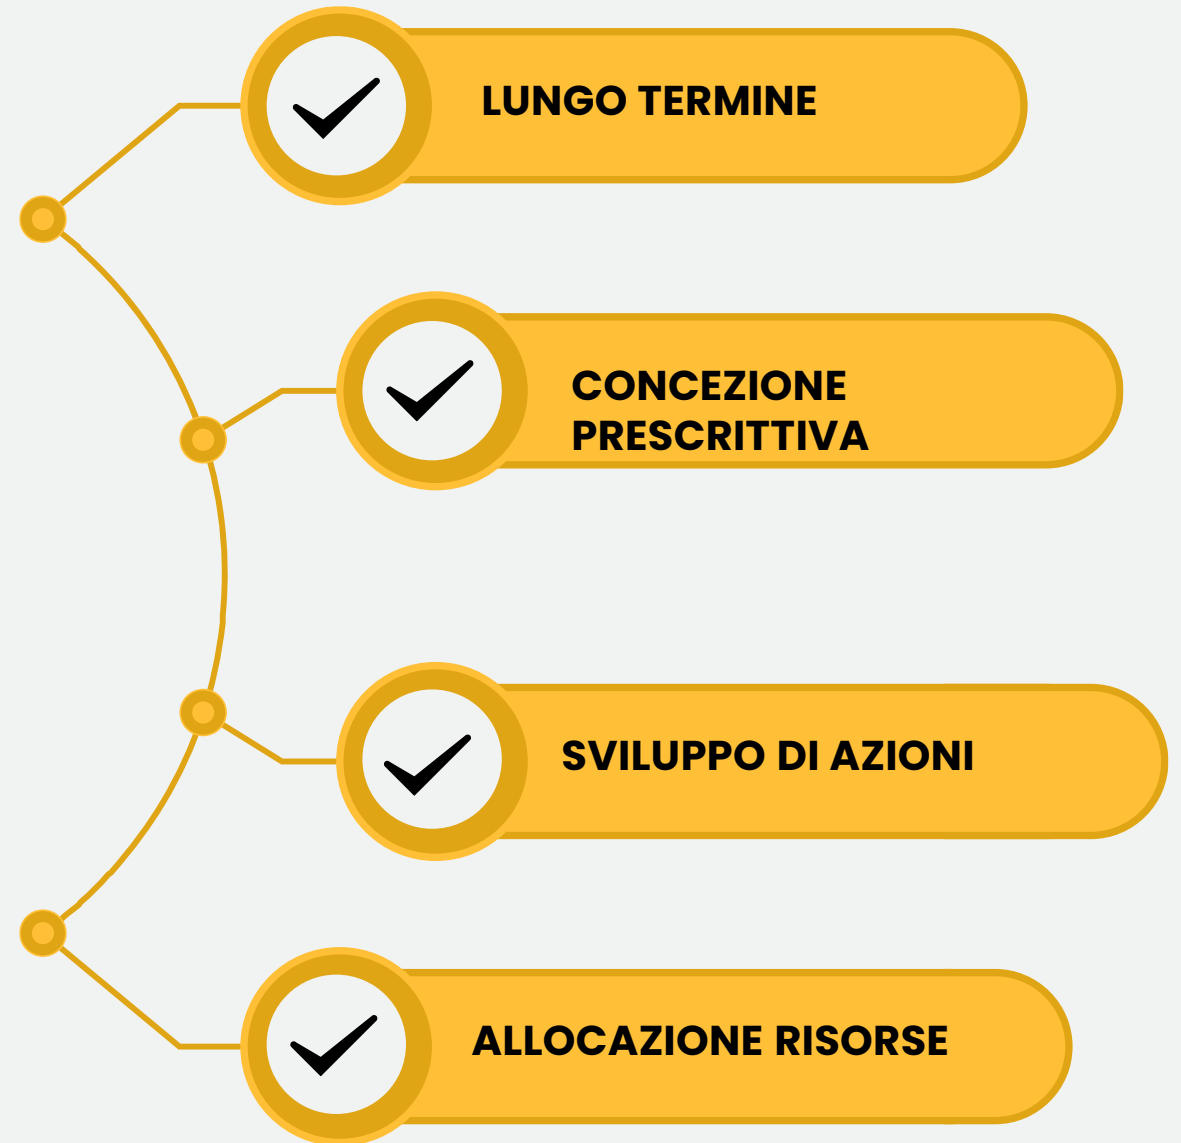 LUNGO TERMINE
CONCEZIONE
PRESCRITTIVA
SVILUPPO DI AZIONI
ALLOCAZIONE RISORSE